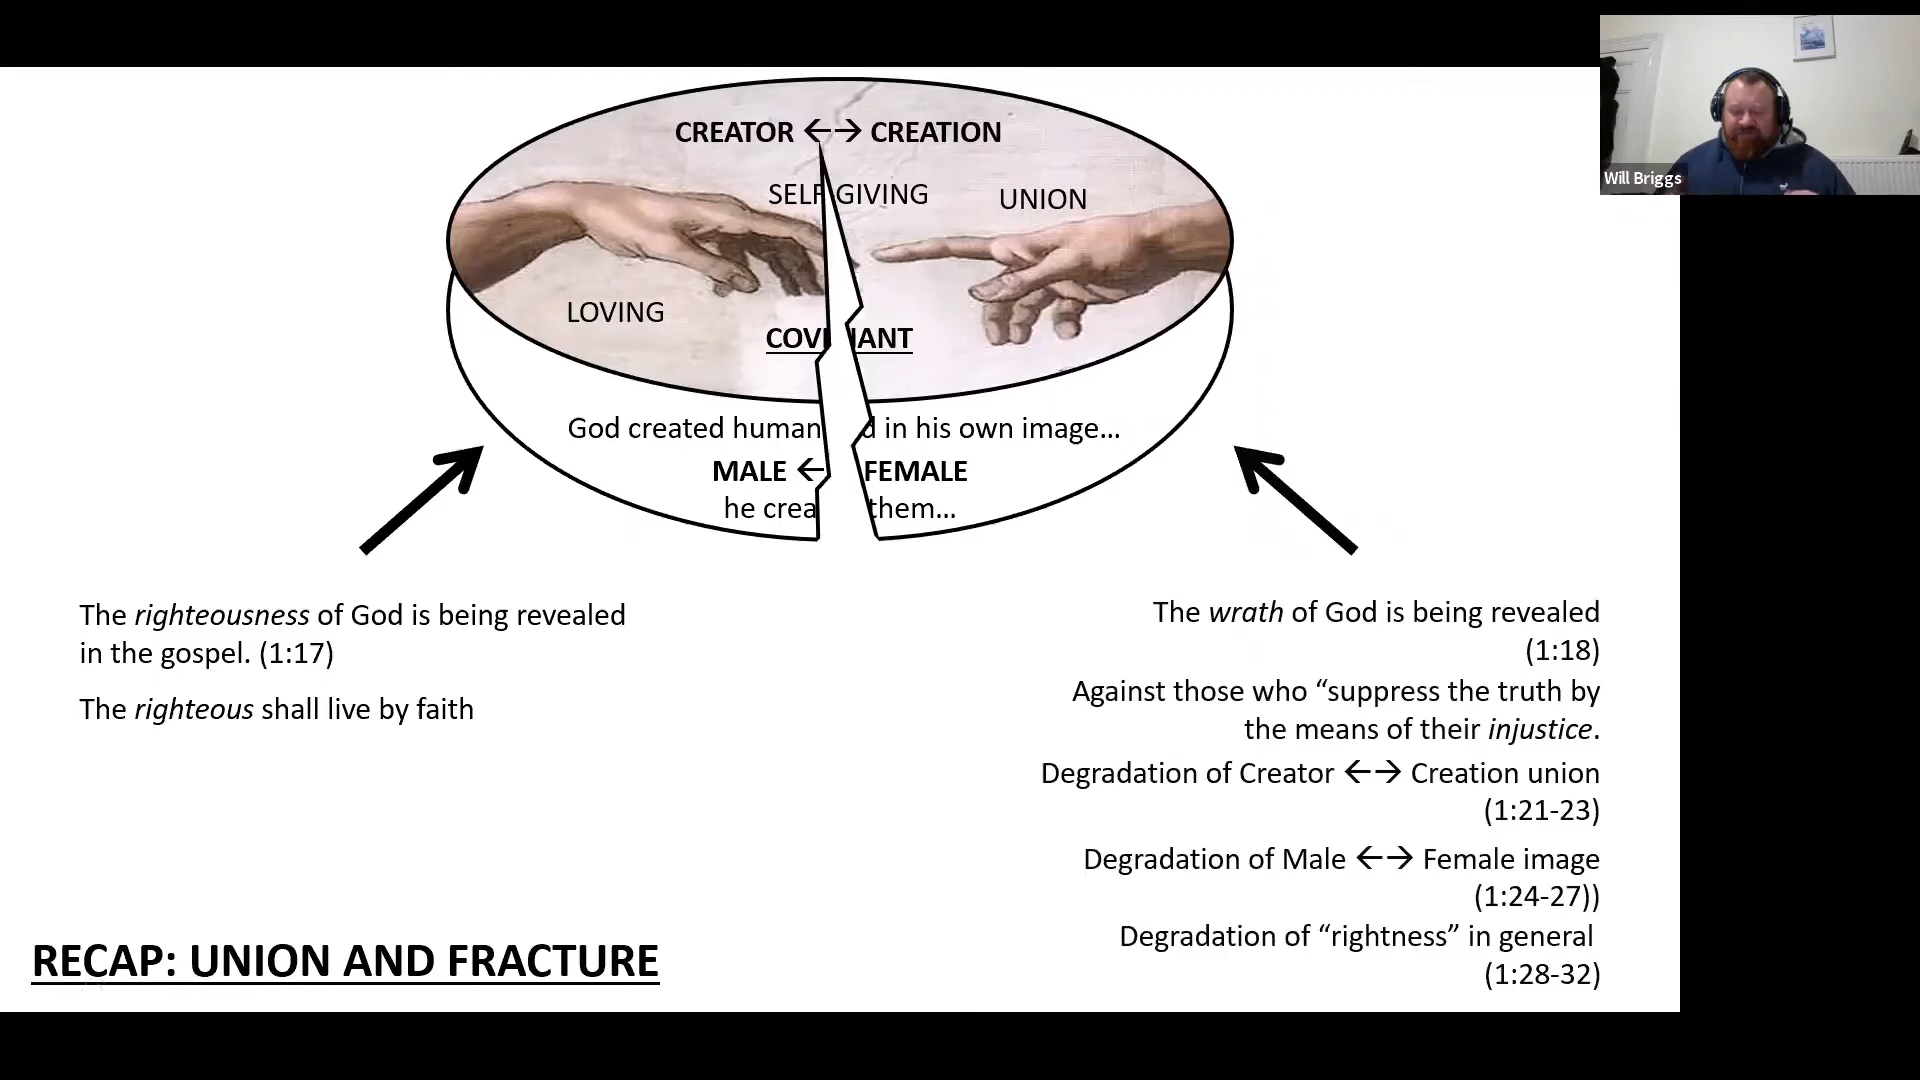 CREATOR ←→ CREATION
SELF GIVING
UNION
LOVING
COV ANT
God created human d in his own image...
MALE ← FEMALE
he crea them...
The righteousness of God is being revealed
in the gospel. (1:17)
The righteous shall live by faith
The wrath of God is being revealed
(1:18)
Against those who “suppress the truth by
the means of their injustice.
Degradation of Creator ←→ Creation union
(1:21-23)
Degradation of Male ←→ Female image
(1:24-27))
Degradation of “rightness” in general
(1:28-32)
RECAP: UNION AND FRACTURE
Will Briggs